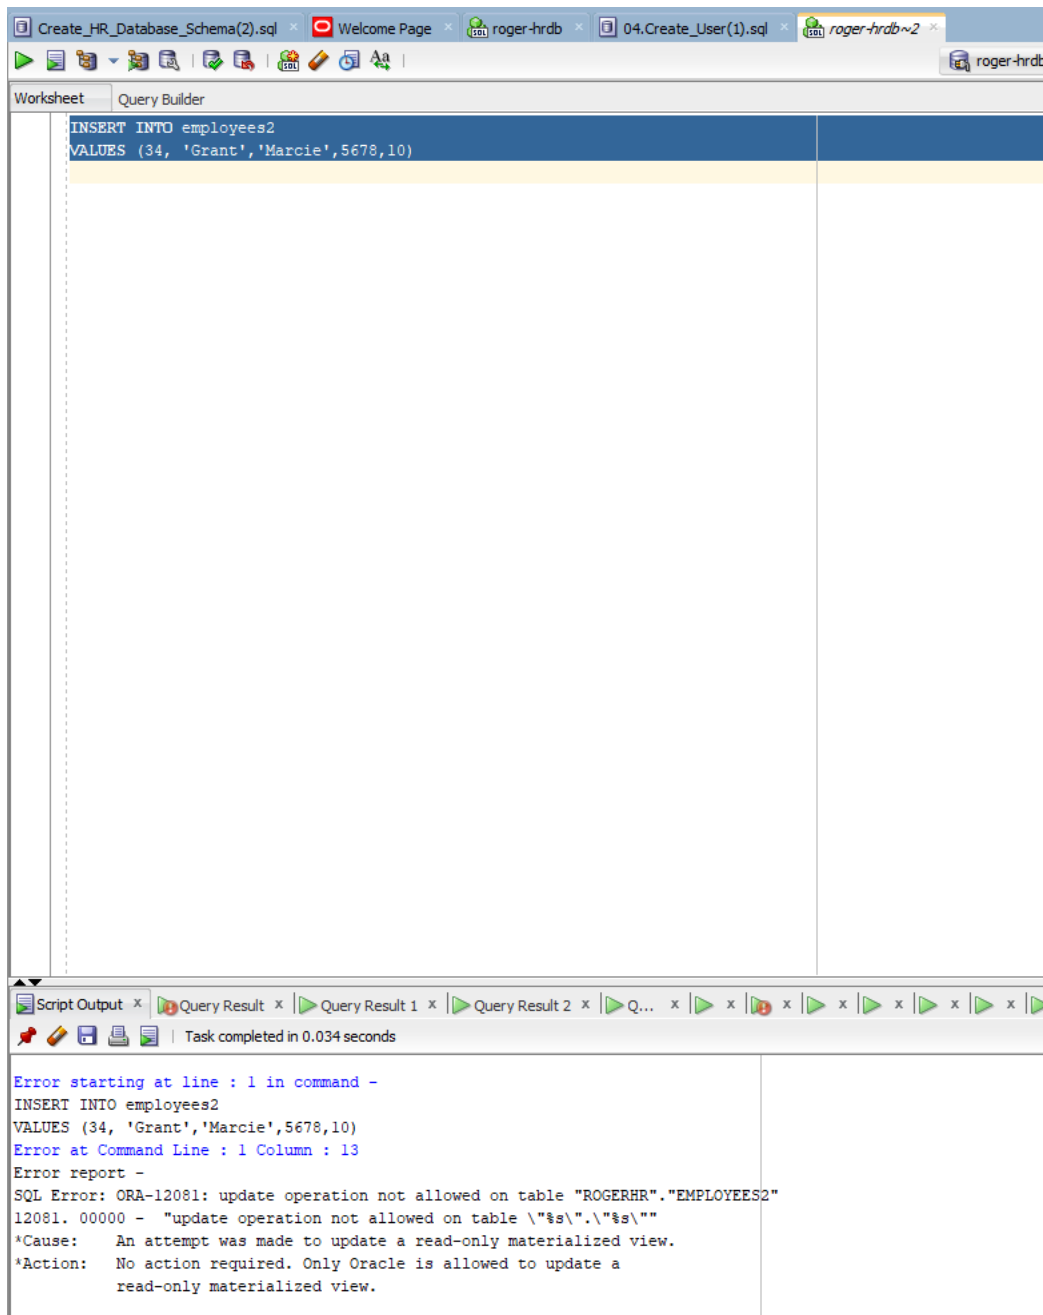 Create_HR_Database_Schema(2).sql Welcome Page roger-hrdb 04.Create_User(1).sql roger-hrdb~2
roger-hrdb
Worksheet Query Builder
INSERT INTO employees2
VALUES (34, 'Grant','Marcie',5678,10)
Script Output Query Result Query Result 1 Query Result 2 Q...
Task completed in 0.034 seconds
Error starting at line : 1 in command -
INSERT INTO employees2
VALUES (34, 'Grant','Marcie',5678,10)
Error at Command Line : 1 Column : 13
Error report -
SQL Error: ORA-12081: update operation not allowed on table "ROGERHR"."EMPLOYEES2"
12081. 00000 -  "update operation not allowed on table \"%s\".\"%s\""
*Cause:    An attempt was made to update a read-only materialized view.
*Action:   No action required. Only Oracle is allowed to update a
read-only materialized view.